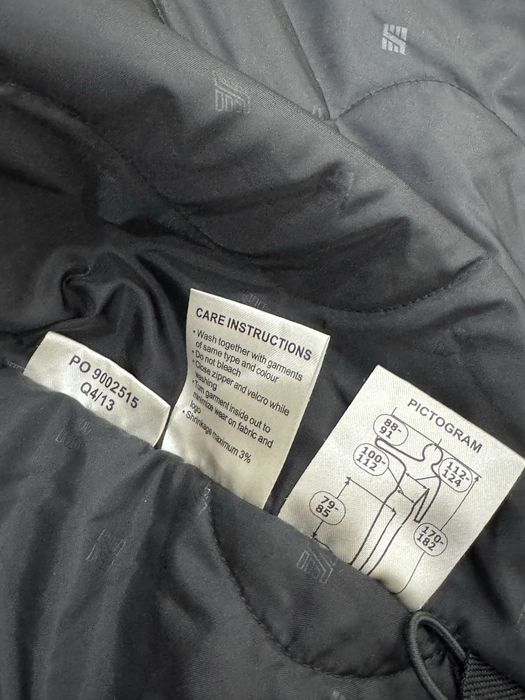 PO 9002515
Q4/13
CARE INSTRUCTIONS
• Wash together with garments
of same type and colour
• Do not bleach
• Close zipper and velcro while
washing
• Turn garment inside out to
minimize wear on fabric and
logo
• Shrinkage maximum 3%
PICTOGRAM
88-
91
100-
112
112-
124
79-
85
170-
182